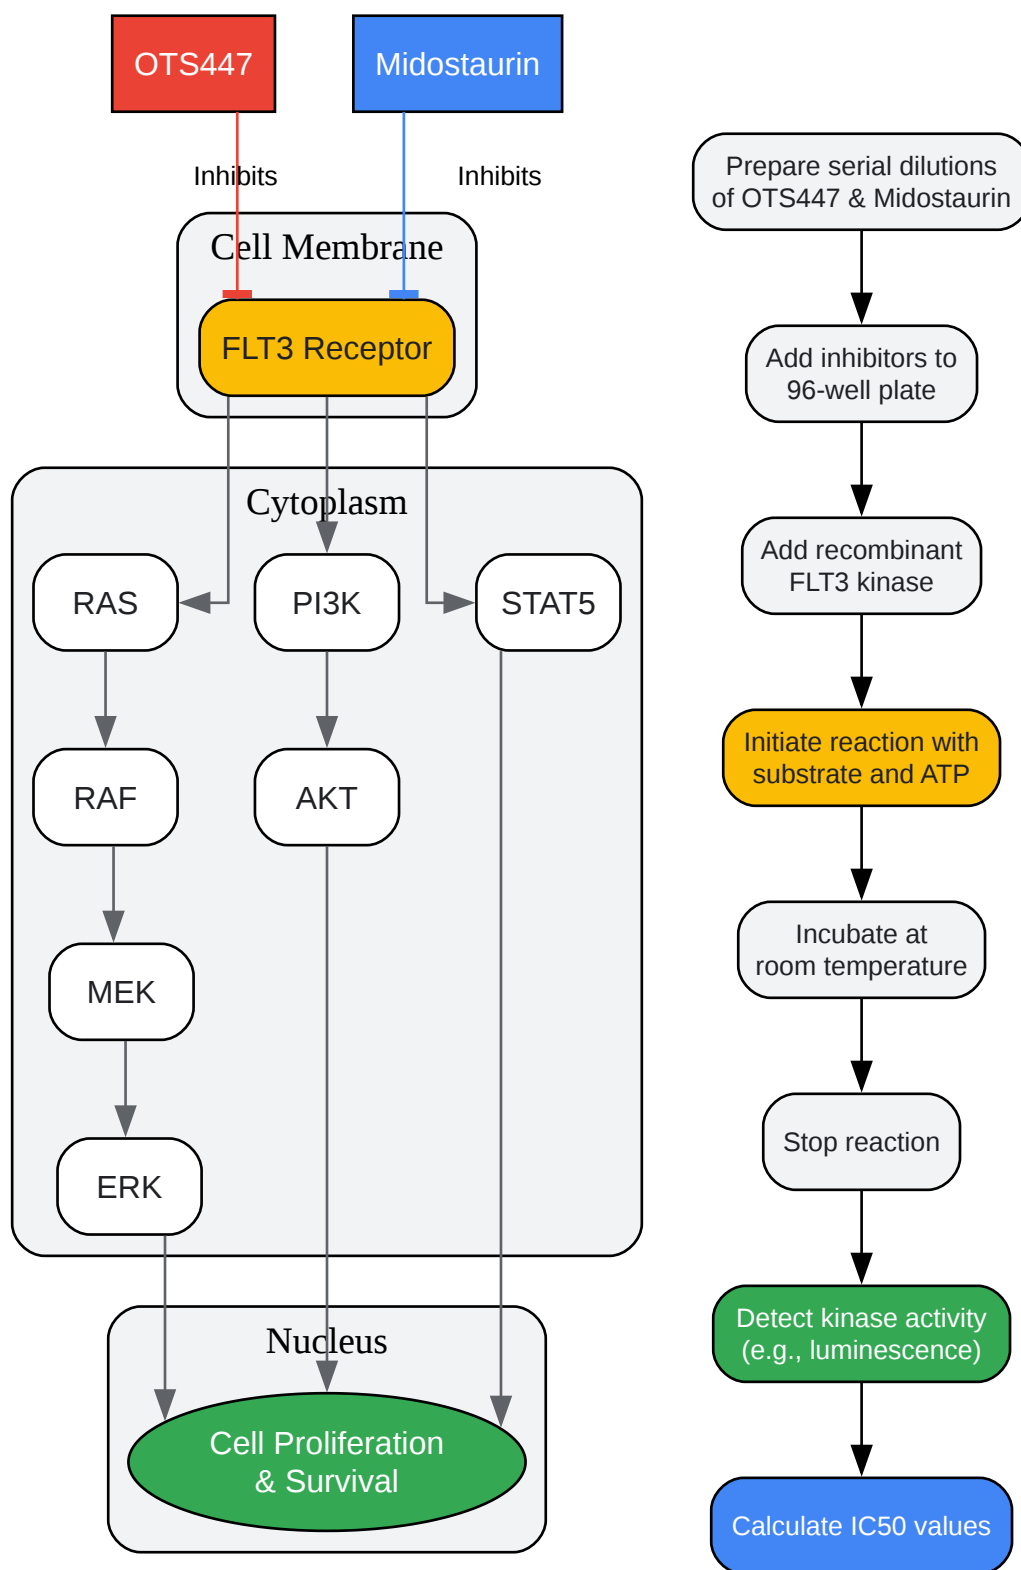 OTS447
Midostaurin
Inhibits
Inhibits
Cell Membrane
FLT3 Receptor
Cytoplasm
RAS
PI3K
STAT5
RAF
AKT
MEK
ERK
Nucleus
Cell Proliferation
& Survival
Prepare serial dilutions
of OTS447 & Midostaurin
Add inhibitors to
96-well plate
Add recombinant
FLT3 kinase
Initiate reaction with
substrate and ATP
Incubate at
room temperature
Stop reaction
Detect kinase activity
(e.g., luminescence)
Calculate IC50 values